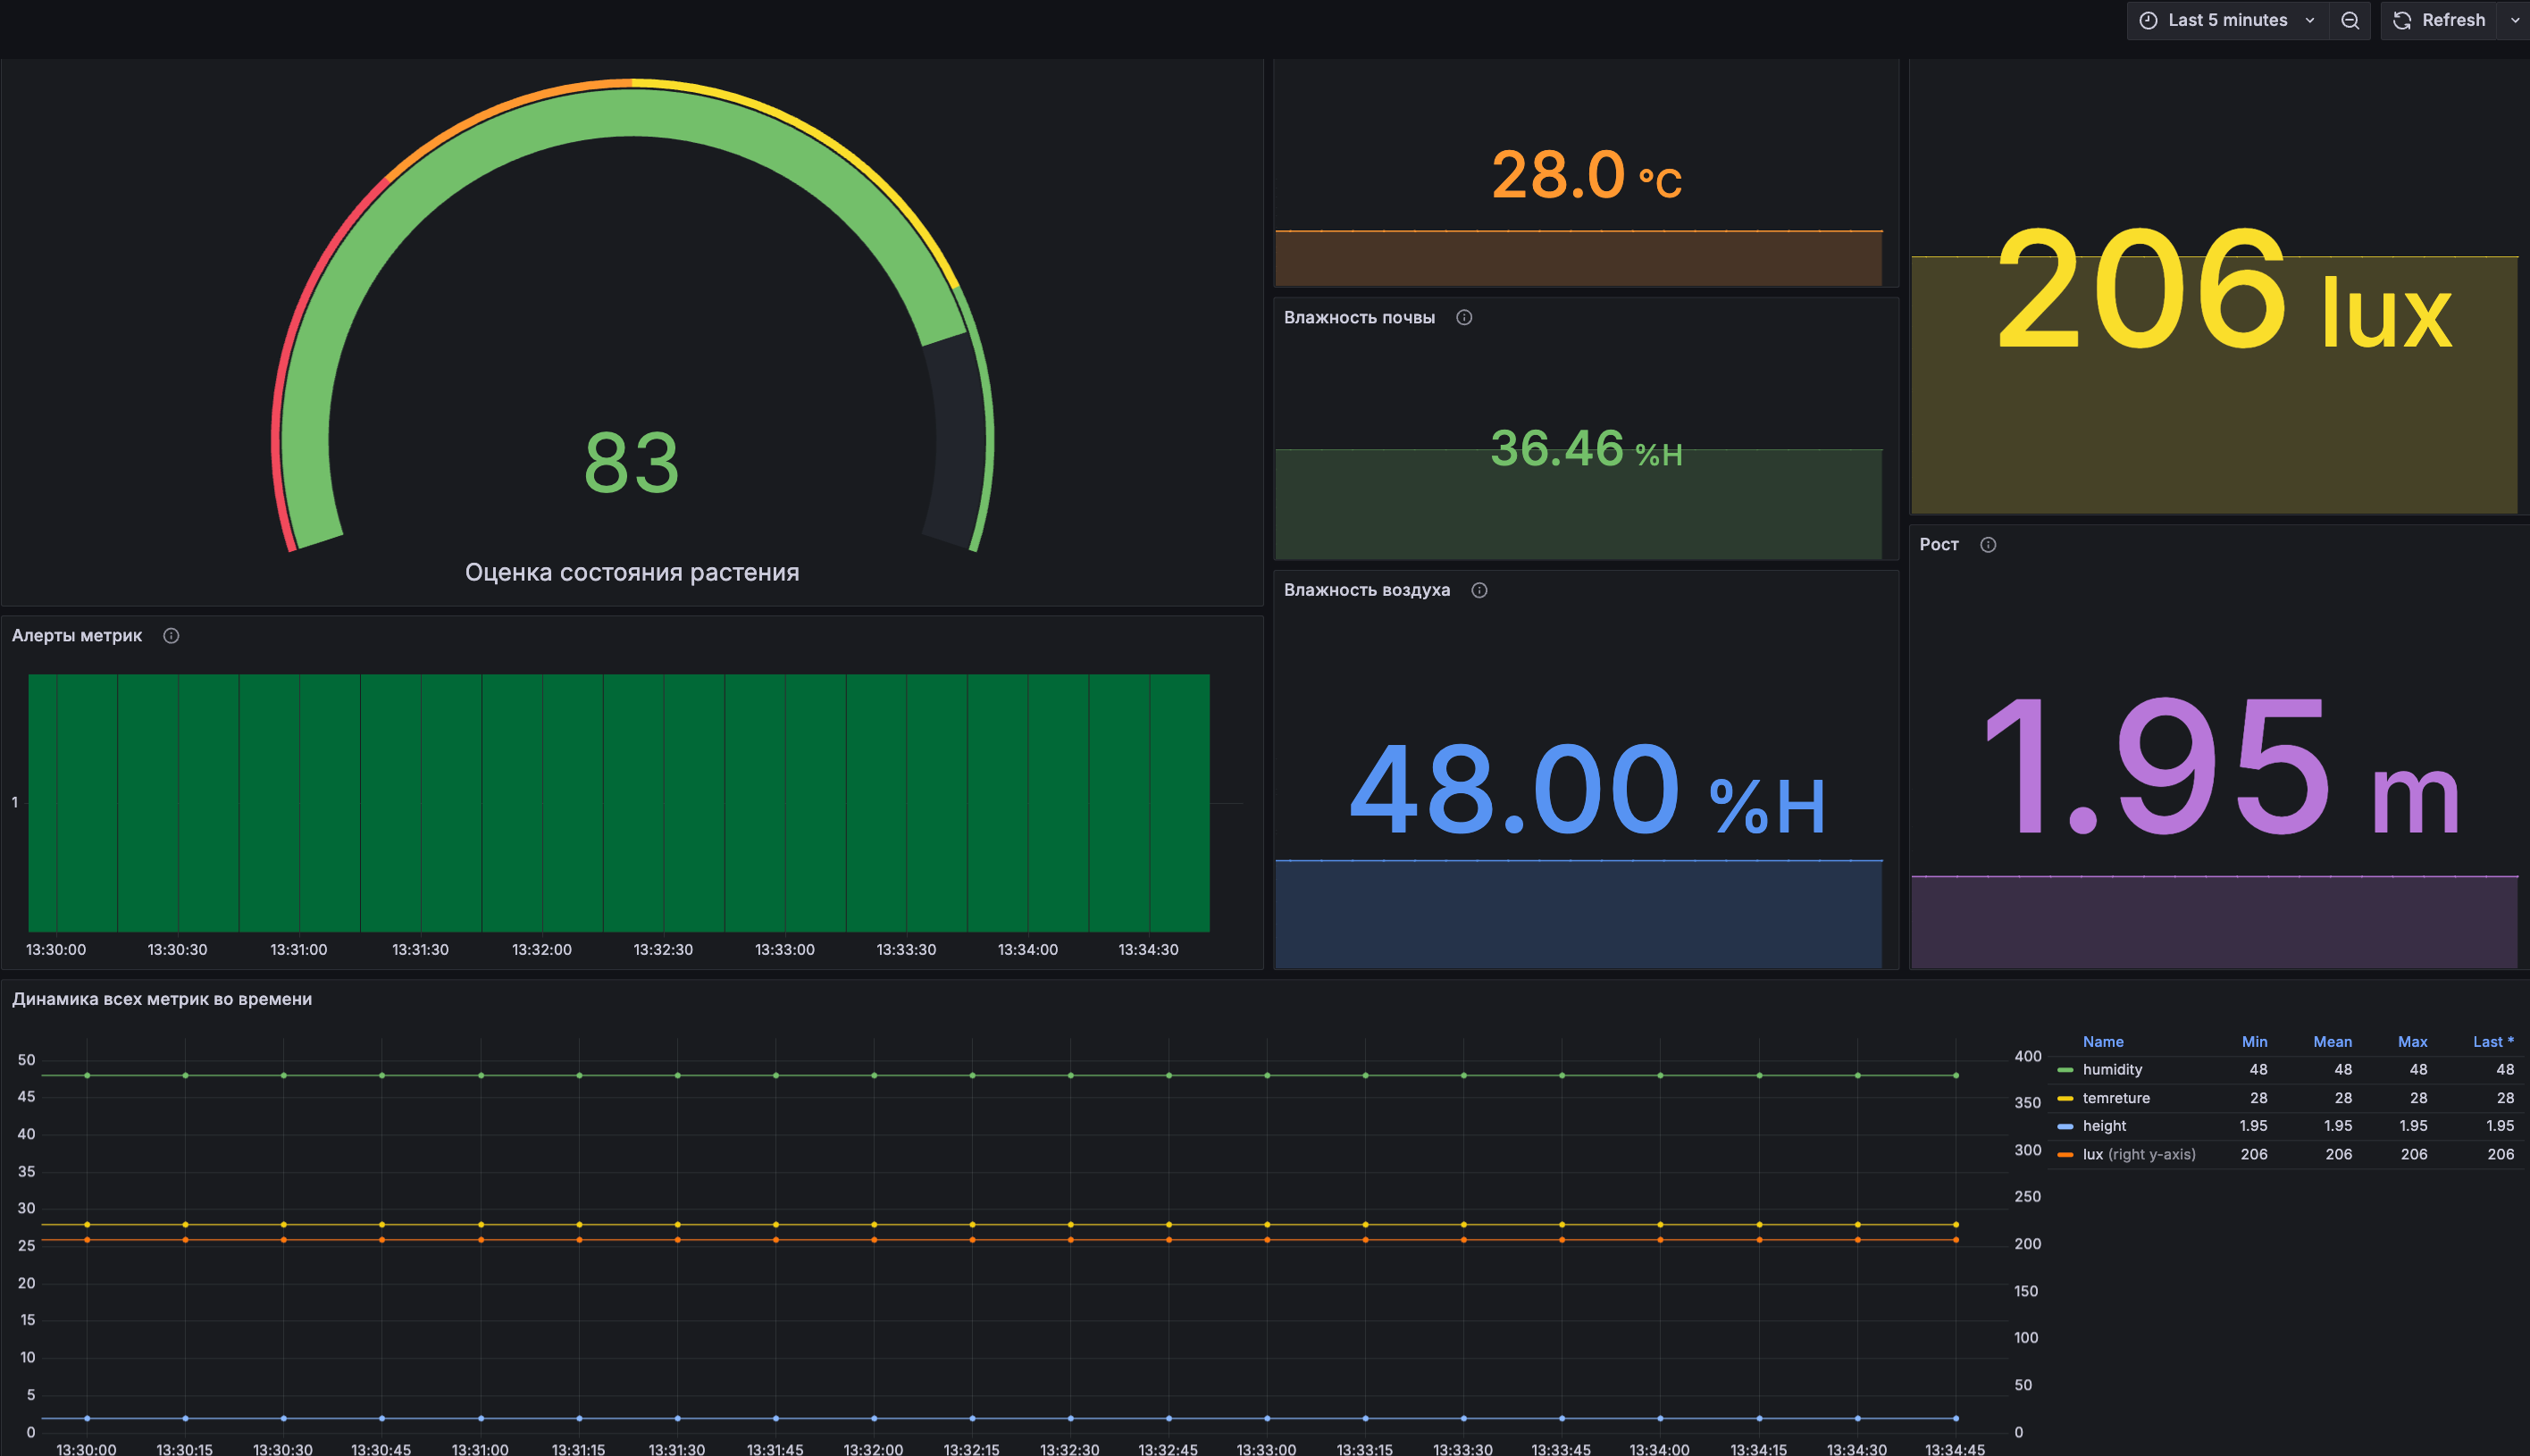 Last 5 minutes
Refresh
83
Оценка состояния растения
28.0 °C
206 lux
Влажность почвы
36.46 %H
Рост
1.95 m
Влажность воздуха
48.00 %H
Алерты метрик
1
13:30:00 13:30:30 13:31:00 13:31:30 13:32:00 13:32:30 13:33:00 13:33:30 13:34:00 13:34:30
Динамика всех метрик во времени
50
45
40
35
30
25
20
15
10
5
0
400
350
300
250
200
150
100
50
0
13:30:00 13:30:15 13:30:30 13:30:45 13:31:00 13:31:15 13:31:30 13:31:45 13:32:00 13:32:15 13:32:30 13:32:45 13:33:00 13:33:15 13:33:30 13:33:45 13:34:00 13:34:15 13:34:30 13:34:45
Name Min Mean Max Last *
humidity 48 48 48 48
temreture 28 28 28 28
height 1.95 1.95 1.95 1.95
lux (right y-axis) 206 206 206 206